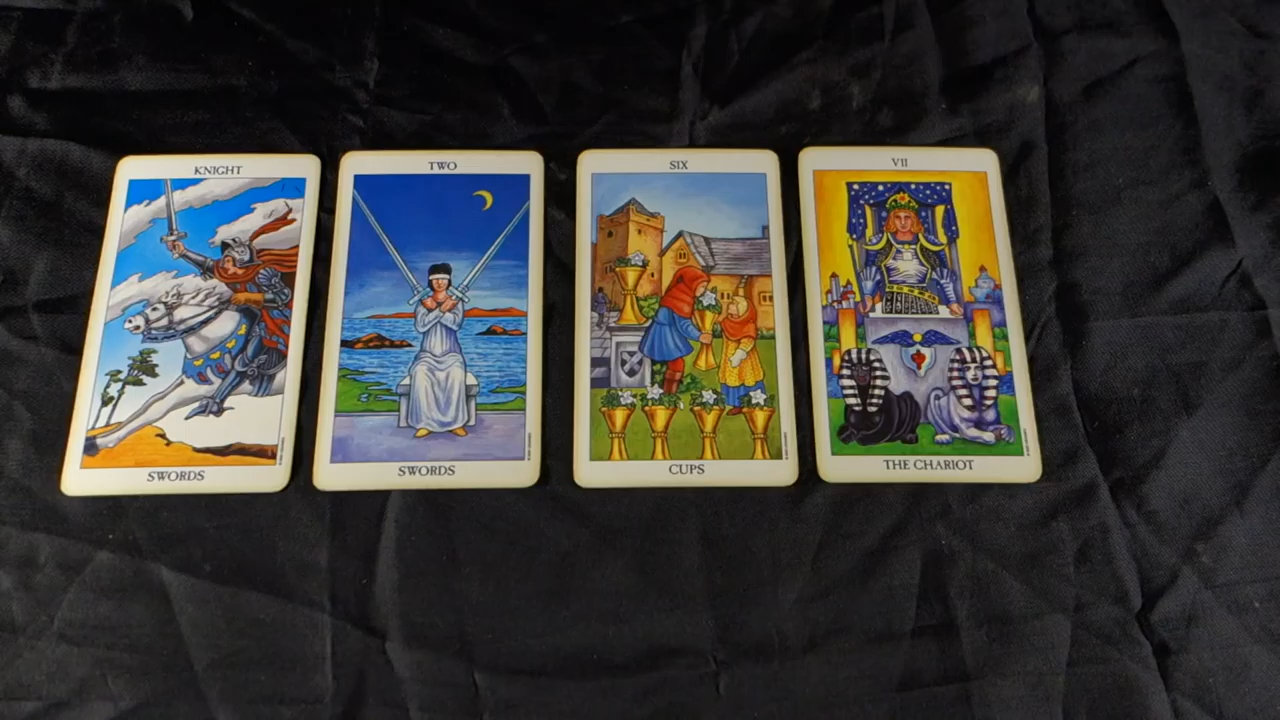 KNIGHT
SWORDS
TWO
SWORDS
SIX
CUPS
VII
THE CHARIOT